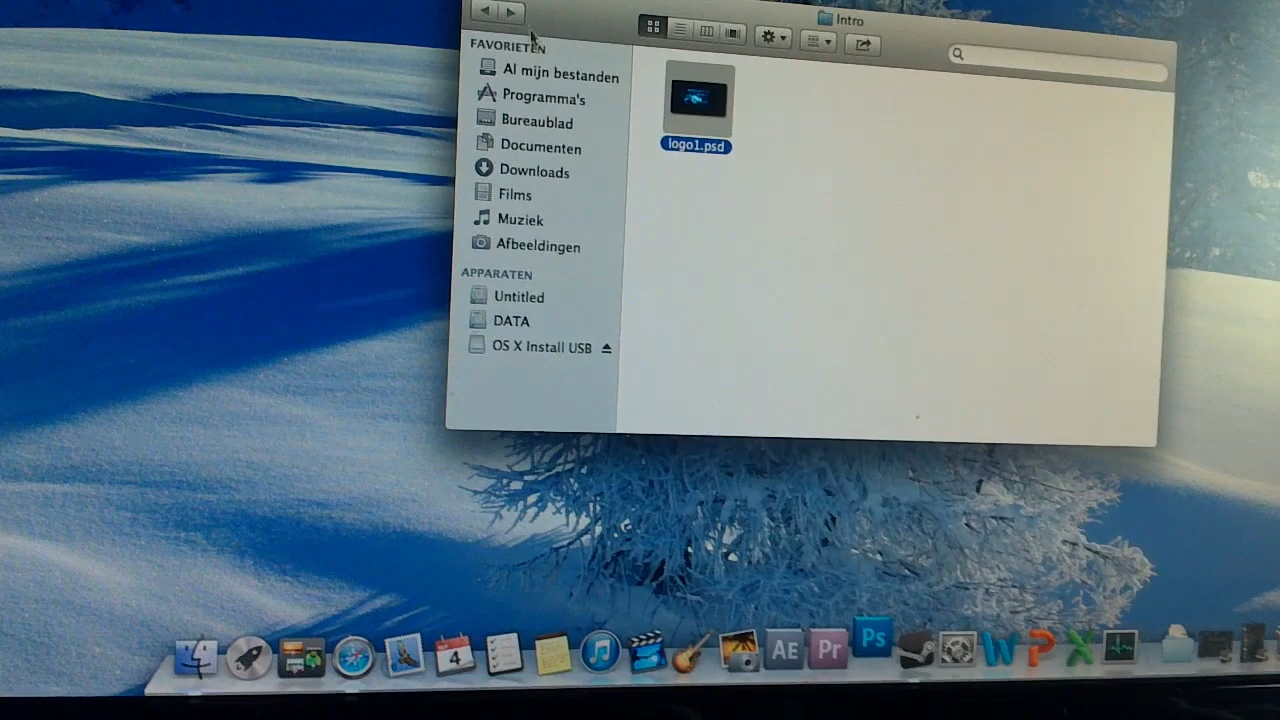 Intro
FAVORIETEN
Al mijn bestanden
Programma's
Bureaublad
Documenten
Downloads
Films
Muziek
Afbeeldingen
APPARATEN
Untitled
DATA
OS X Install USB
logo1.psd
4
AE
Pr
Ps
W
P
X